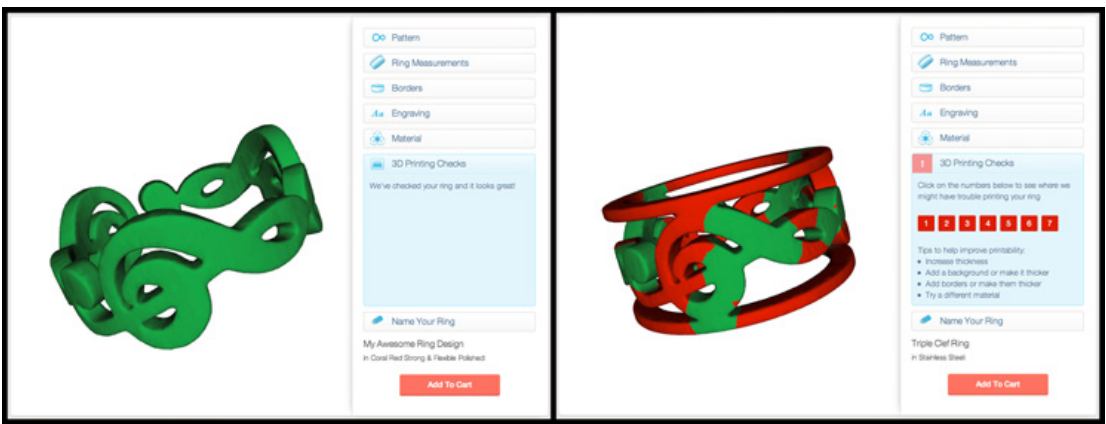 Pattern
Ring Measurements
Borders
Aa Engraving
Material
3D Printing Checks
We've checked your ring and it looks great!
Name Your Ring
My Awesome Ring Design
in Coral Red Strong & Flexible Polished
Add To Cart
Pattern
Ring Measurements
Borders
Aa Engraving
Material
! 3D Printing Checks
Click on the numbers below to see where we
might have trouble printing your ring
1 2 3 4 5 6 7
Tips to help improve printability:
• Increase thickness
• Add a background or make it thicker
• Add borders or make them thicker
• Try a different material
Name Your Ring
Triple Clef Ring
in Stainless Steel
Add To Cart